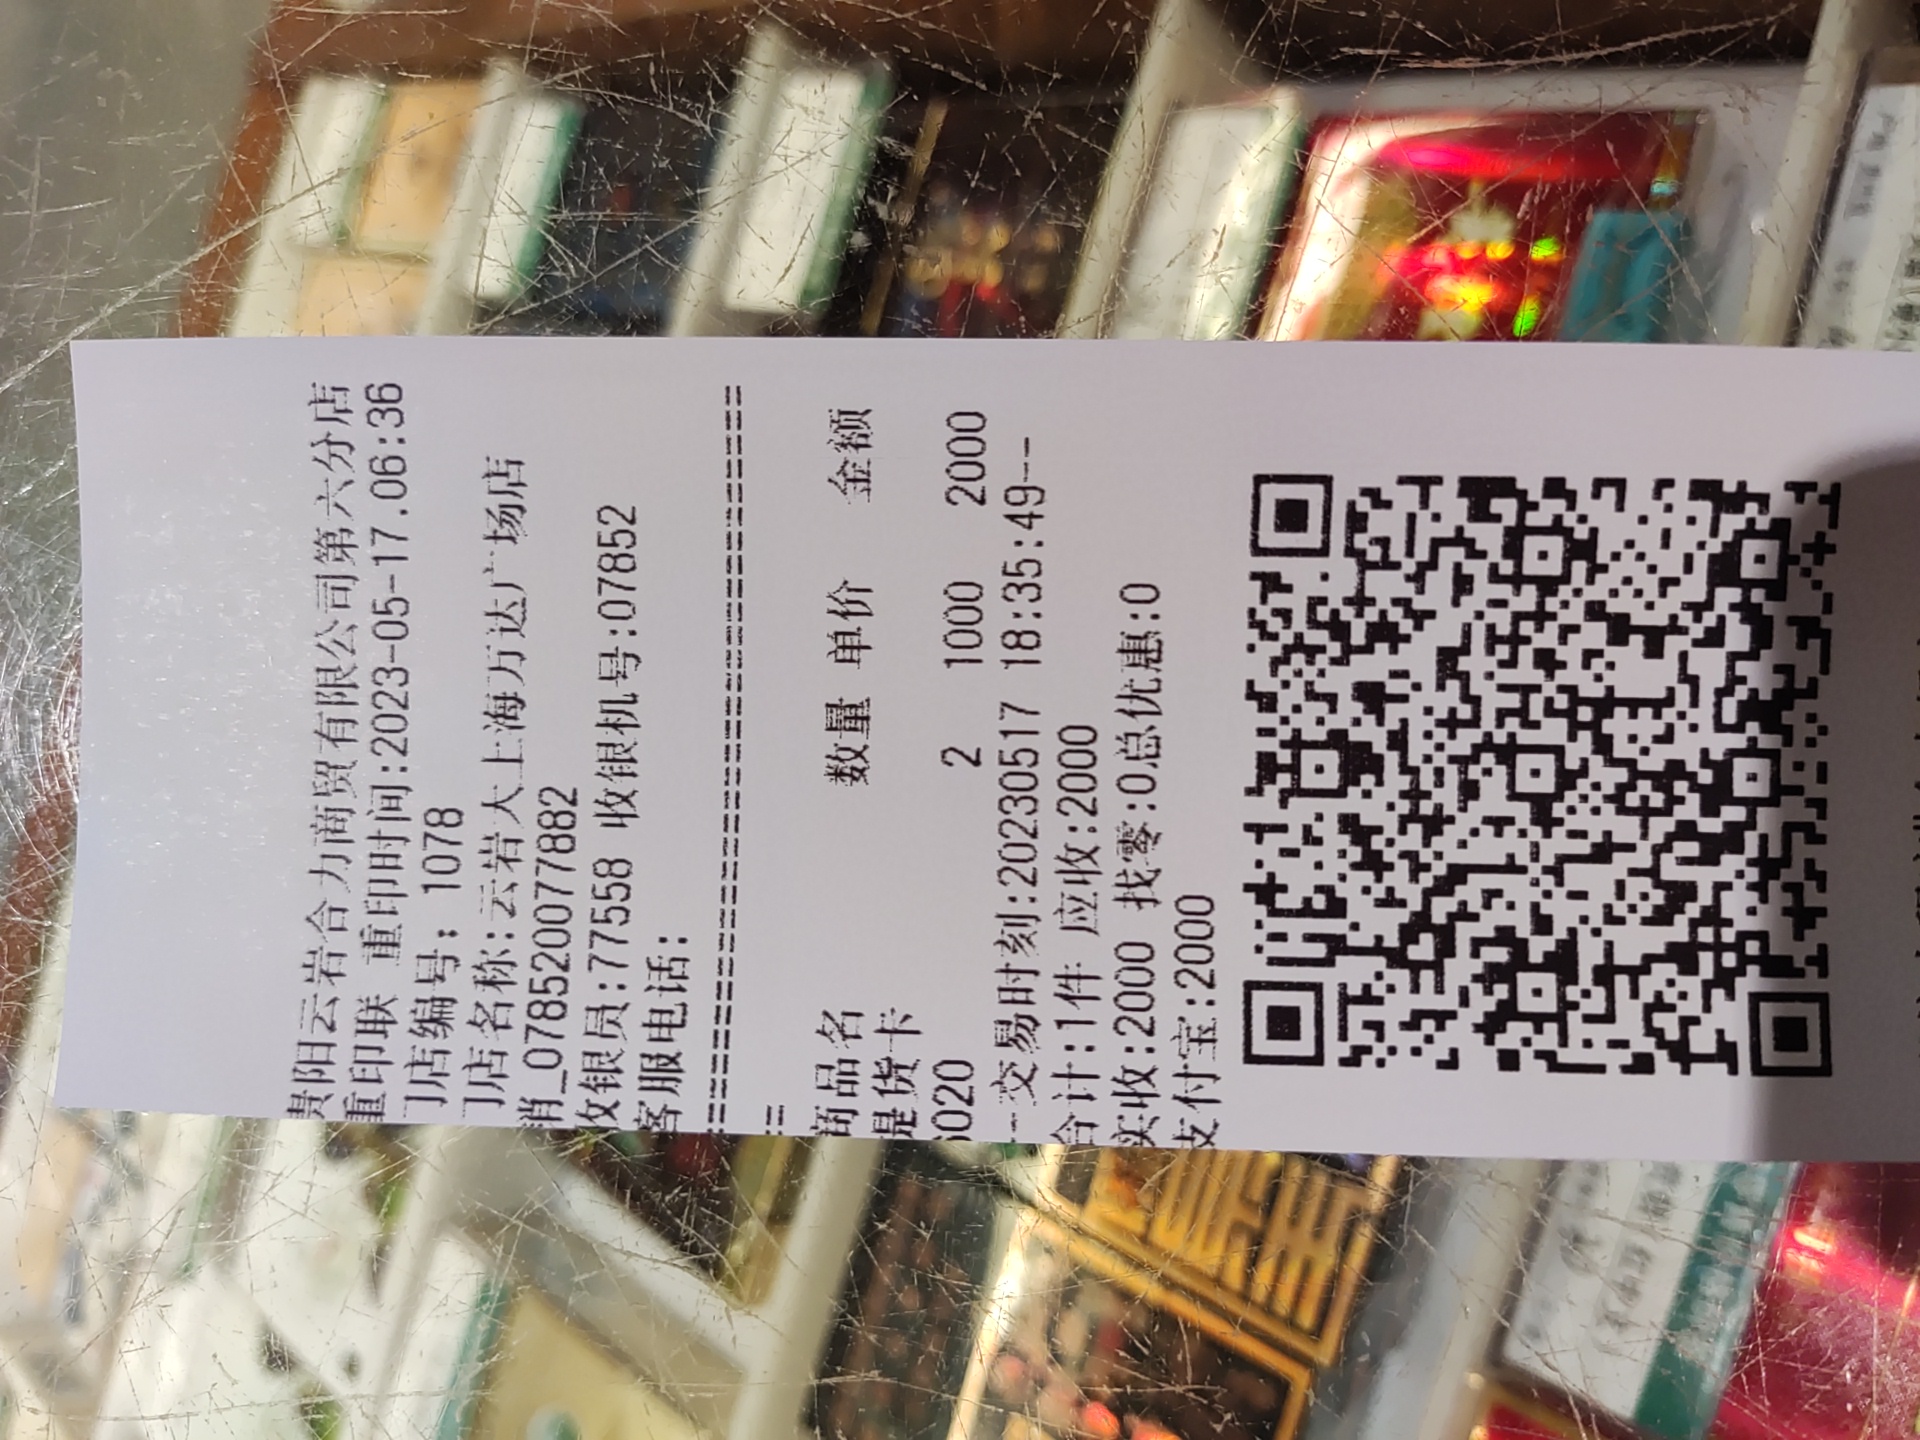 贵阳云岩合力商贸有限公司第六分店
重印联 重印时间:2023-05-17.06:36
门店编号: 1078
门店名称:云岩大上海万达广场店
消_078520077882
收银员:77558 收银机号:07852
客服电话:
================================
==
商品名 数量 单价 金额
提货卡
6020 2 1000 2000
--交易时刻:20230517 18:35:49--
合计:1件 应收:2000
实收:2000 找零:0总优惠:0
支付宝:2000